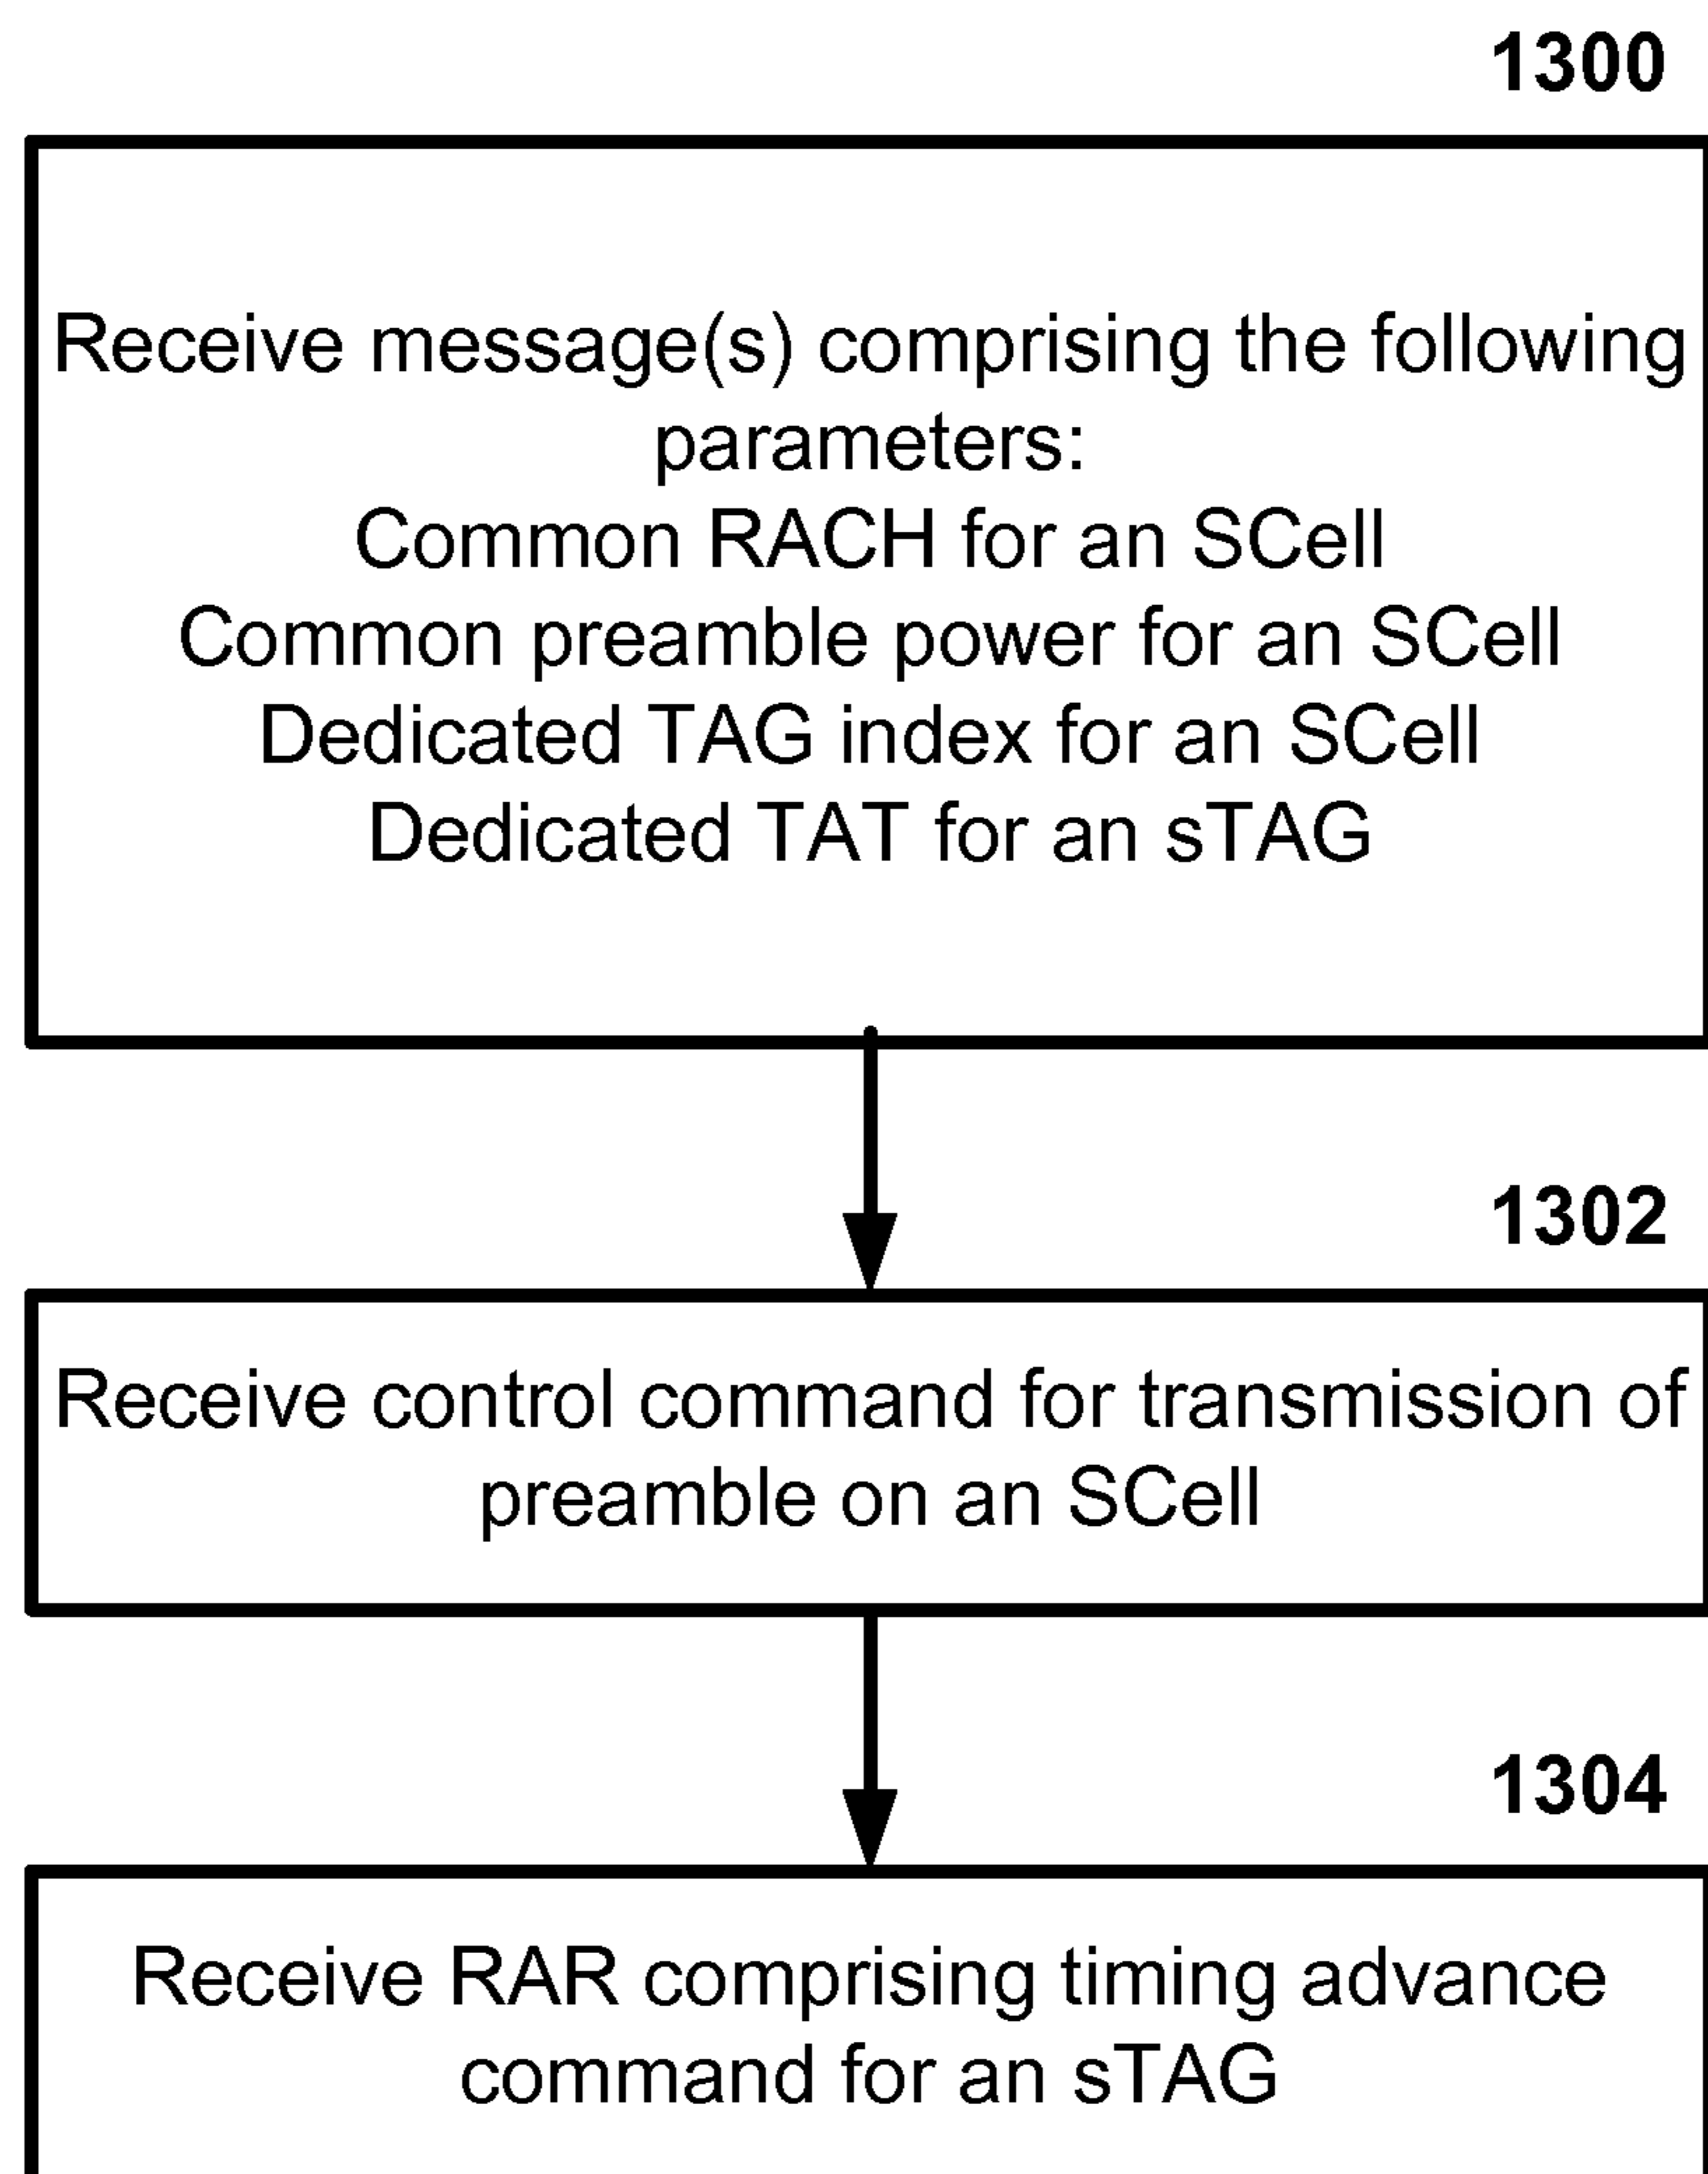 1300
Receive message(s) comprising the following
parameters:
Common RACH for an SCell
Common preamble power for an SCell
Dedicated TAG index for an SCell
Dedicated TAT for an sTAG
1302
Receive control command for transmission of
preamble on an SCell
1304
Receive RAR comprising timing advance
command for an sTAG